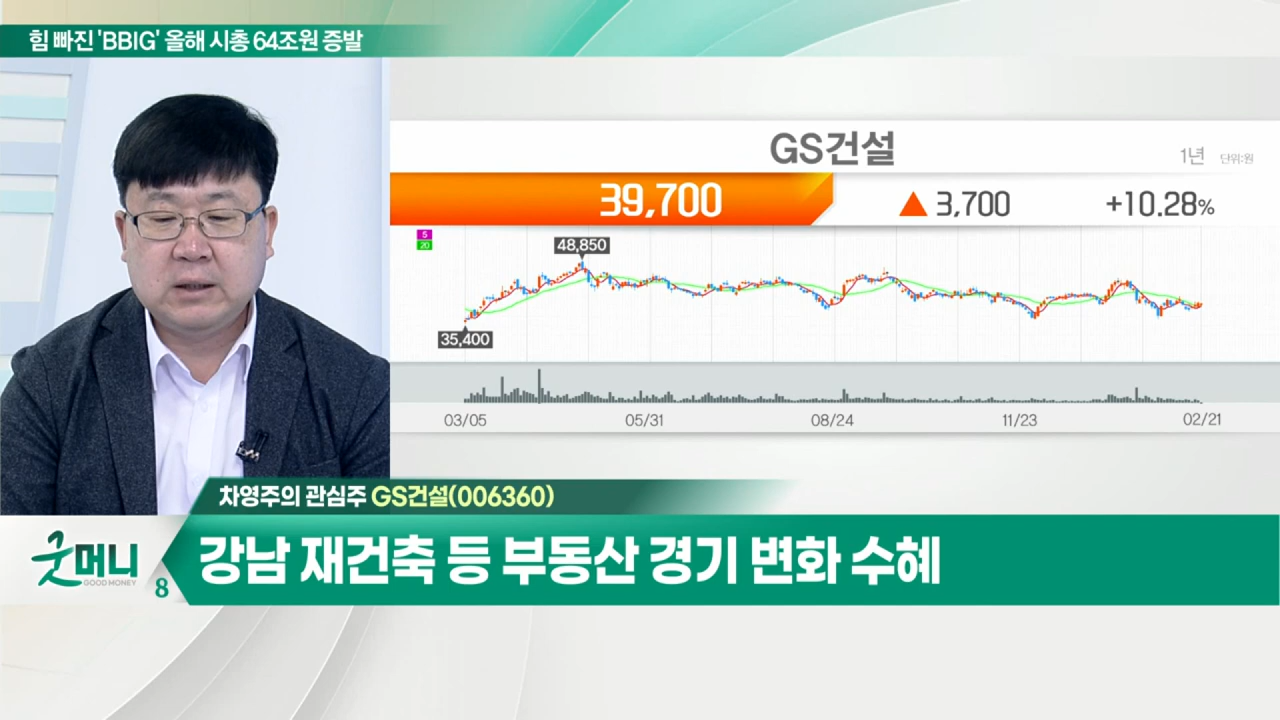 힘 빠진 'BBIG' 올해 시총 64조원 증발
GS건설
1년 단위:원
39,700 ▲ 3,700 +10.28%
5
20
48,850
35,400
03/05 05/31 08/24 11/23 02/21
차영주의 관심주 GS건설(006360)
굿머니
GOOD MONEY
8
강남 재건축 등 부동산 경기 변화 수혜